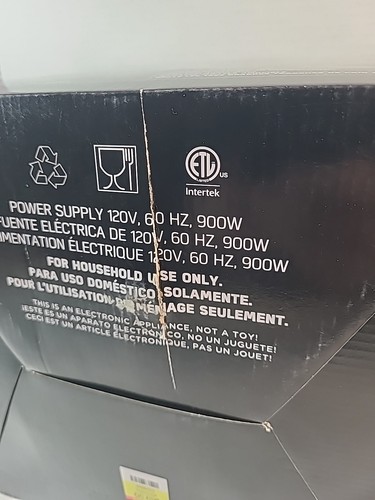 ETL US
Intertek
POWER SUPPLY 120V, 60 HZ, 900W
FUENTE ELÉCTRICA DE 120V, 60 HZ, 900W
IMENTATION ÉLECTRIQUE 120V, 60 HZ, 900W
FOR HOUSEHOLD USE ONLY.
PARA USO DOMÉSTICO SOLAMENTE.
POUR L'UTILISATION DE MÉNAGE SEULEMENT.
THIS IS AN ELECTRONIC APPLIANCE, NOT A TOY!
¡ESTE ES UN APARATO ELECTRONICO, NO UN JUGUETE!
CECI EST UN ARTICLE ÉLECTRONIQUE, PAS UN JOUET!